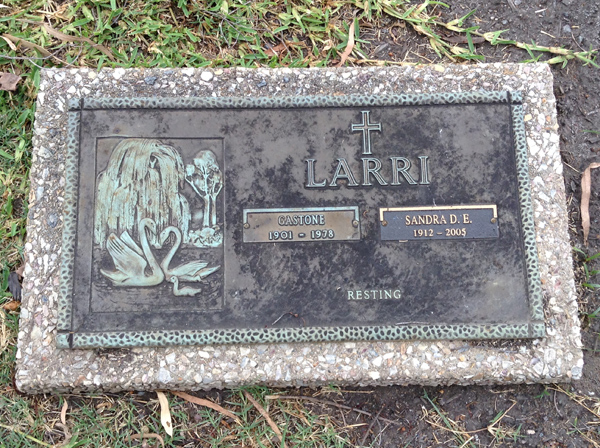 LARRI
GASTONE
1901 - 1978
SANDRA D. E.
1912 - 2005
RESTING